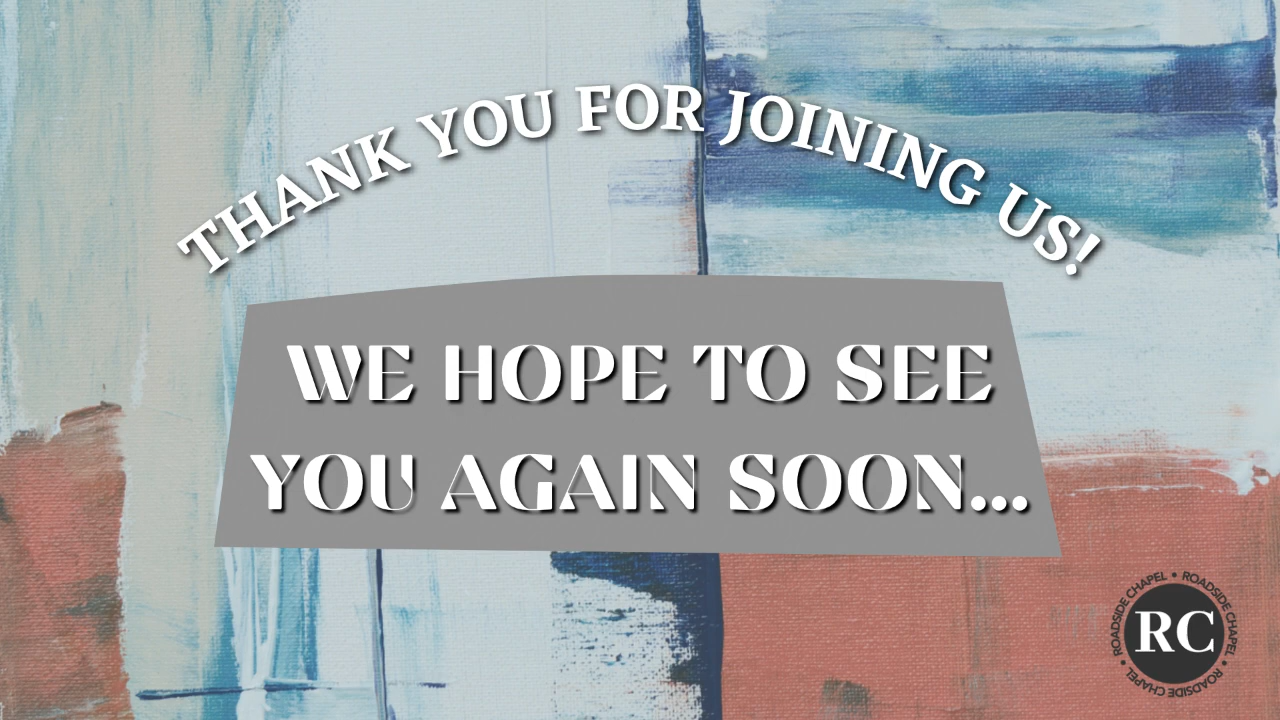 THANK YOU FOR JOINING US!
WE HOPE TO SEE
YOU AGAIN SOON...
ROADSIDE CHAPEL • ROADSIDE CHAPEL • ROADSIDE CHAPEL •
RC